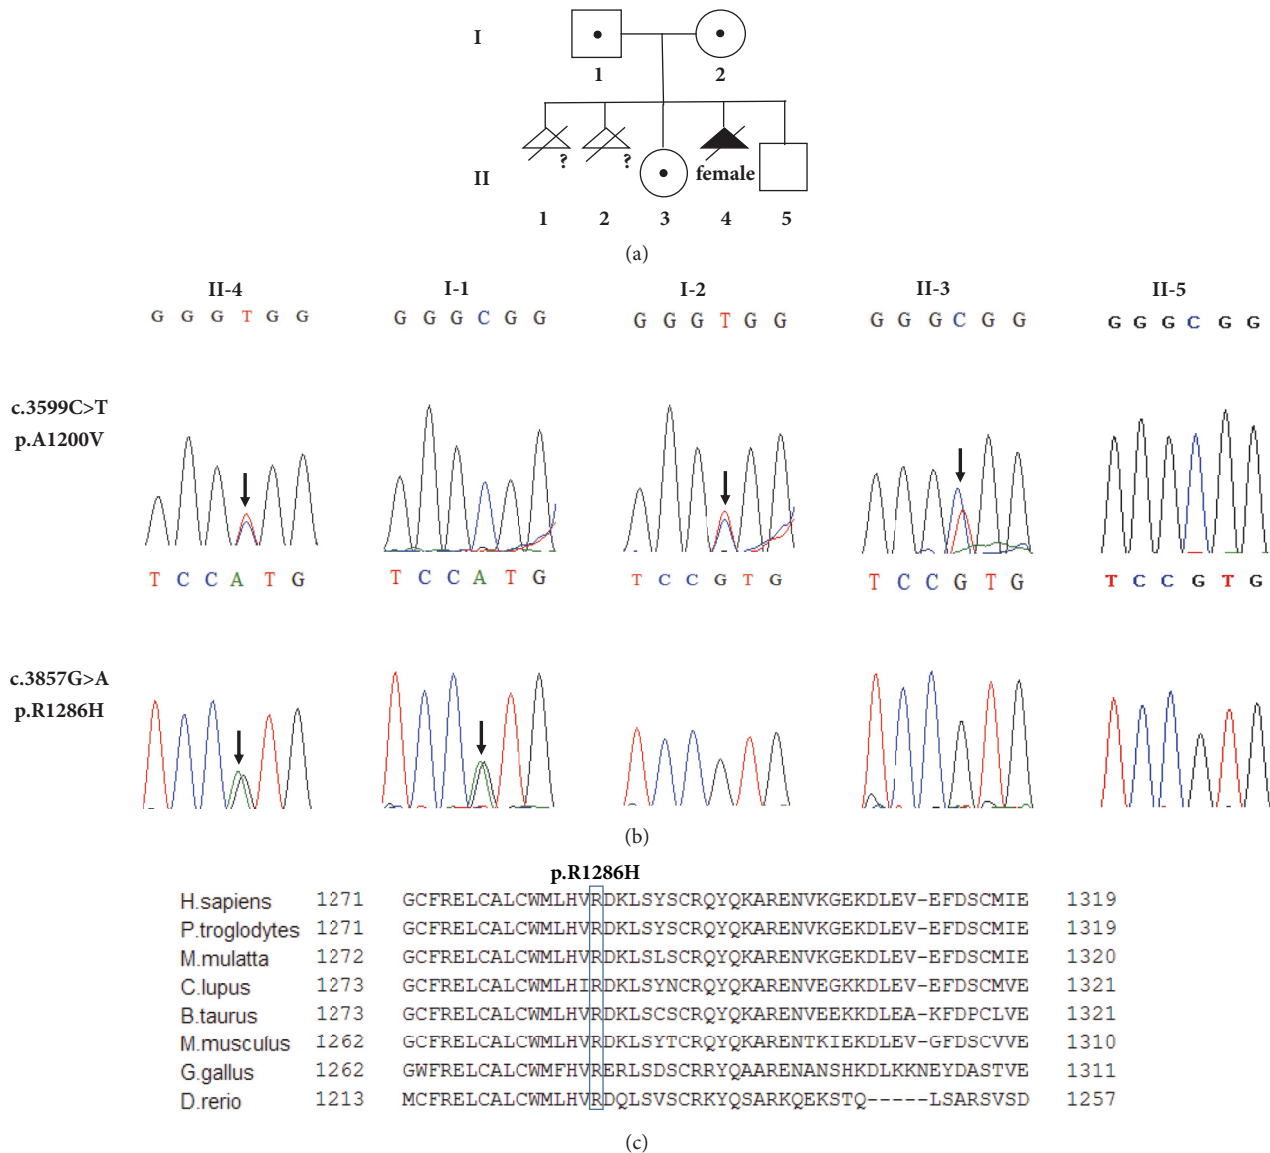 I
1 2
? ?
female
II
1 2 3 4 5
(a)
II-4 I-1 I-2 II-3 II-5
G G G T G G G G G C G G G G G T G G G G G C G G G G G C G G
c.3599C>T
p.A1200V
T C C A T G T C C A T G T C C G T G T C C G T G T C C G T G
c.3857G>A
p.R1286H
(b)
p.R1286H
H.sapiens 1271 GCFRELCALCWMLHVRDKLSYSCRQYQKARENVKGEKDLEV-EFDSCMIE 1319
P.troglodytes 1271 GCFRELCALCWMLHVRDKLSYSCRQYQKARENVKGEKDLEV-EFDSCMIE 1319
M.mulatta 1272 GCFRELCALCWMLHVRDKLSLSCRQYQKARENVKGEKDLEV-EFDSCMIE 1320
C.lupus 1273 GCFRELCALCWMLHIRDKLSYNCRQYQKARENVEGKKDLEV-EFDSCMVE 1321
B.taurus 1273 GCFRELCALCWMLHVRDKLSCSCRQYQKARENVEEKKDLEA-KFDPCLVE 1321
M.musculus 1262 GCFRELCALCWMLHVRDKLSYTCRQYQKARENTKIEKDLEV-GFDSCVVE 1310
G.gallus 1262 GWFRELCALCWMFHVRERLSDSCRRYQAARENANSHKDLKKNEYDASTVE 1311
D.rerio 1213 MCFRELCALCWMLHVRDQLSVSCRKYQSARKQEKSTQ-----LSARSVSD 1257
(c)